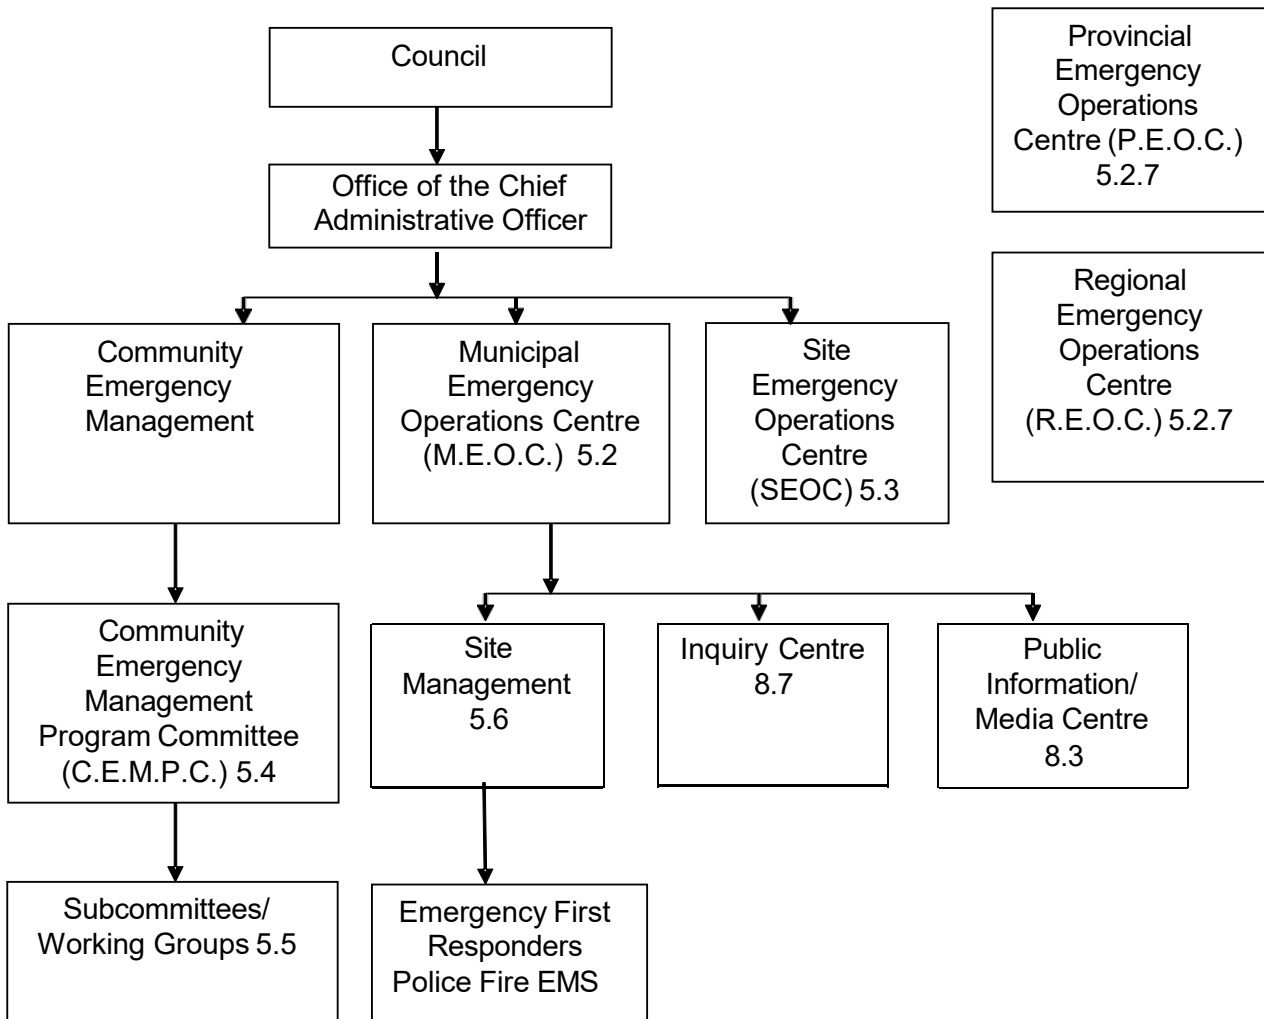 Council
Office of the Chief
Administrative Officer
Provincial
Emergency
Operations
Centre (P.E.O.C.)
5.2.7
Regional
Emergency
Operations
Centre
(R.E.O.C.) 5.2.7
Community
Emergency
Management
Municipal
Emergency
Operations Centre
(M.E.O.C.) 5.2
Site
Emergency
Operations
Centre
(SEOC) 5.3
Community
Emergency
Management
Program Committee
(C.E.M.P.C.) 5.4
Site
Management
5.6
Inquiry Centre
8.7
Public
Information/
Media Centre
8.3
Subcommittees/
Working Groups 5.5
Emergency First
Responders
Police Fire EMS